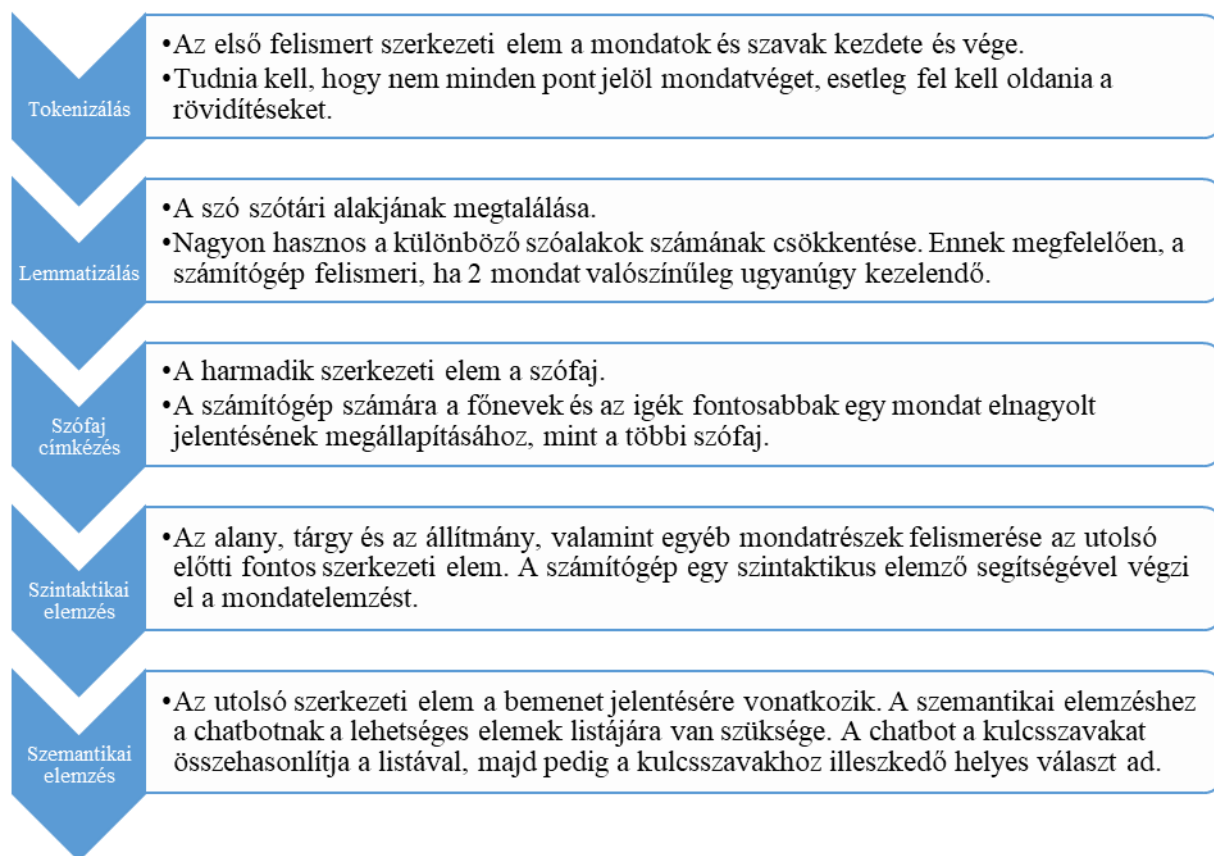 Tokenizálás
•Az első felismert szerkezeti elem a mondatok és szavak kezdete és vége.
•Tudnia kell, hogy nem minden pont jelöl mondatvéget, esetleg fel kell oldania a
rövidítéseket.
Lemmatizálás
•A szó szótári alakjának megtalálása.
•Nagyon hasznos a különböző szóalakok számának csökkentése. Ennek megfelelően, a
számítógép felismeri, ha 2 mondat valószínűleg ugyanúgy kezelendő.
Szófaj
címkézés
•A harmadik szerkezeti elem a szófaj.
•A számítógép számára a főnevek és az igék fontosabbak egy mondat elnagyolt
jelentésének megállapításához, mint a többi szófaj.
Szintaktikai
elemzés
•Az alany, tárgy és az állítmány, valamint egyéb mondatrészek felismerése az utolsó
előtti fontos szerkezeti elem. A számítógép egy szintaktikus elemző segítségével végzi
el a mondatelemzést.
Szemantikai
elemzés
•Az utolsó szerkezeti elem a bemenet jelentésére vonatkozik. A szemantikai elemzéshez
a chatbotnak a lehetséges elemek listájára van szüksége. A chatbot a kulcsszavakat
összehasonlítja a listával, majd pedig a kulcsszavakhoz illeszkedő helyes választ ad.